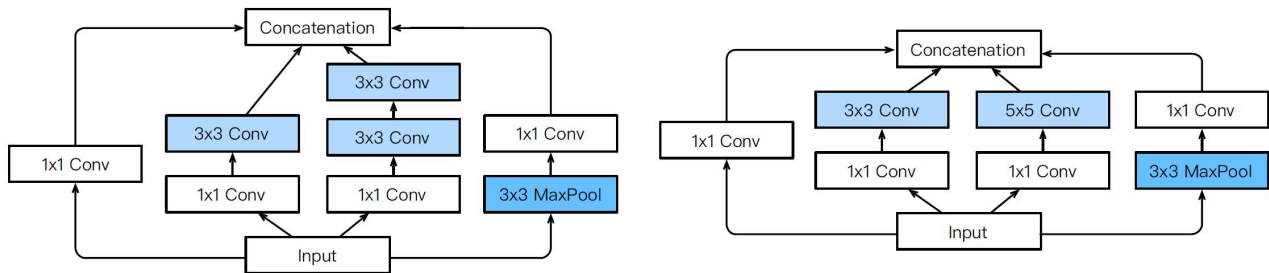 Concatenation
3x3 Conv
3x3 Conv
3x3 Conv
1x1 Conv
1x1 Conv
1x1 Conv
1x1 Conv
3x3 MaxPool
Input
Concatenation
3x3 Conv
5x5 Conv
1x1 Conv
1x1 Conv
1x1 Conv
1x1 Conv
3x3 MaxPool
Input